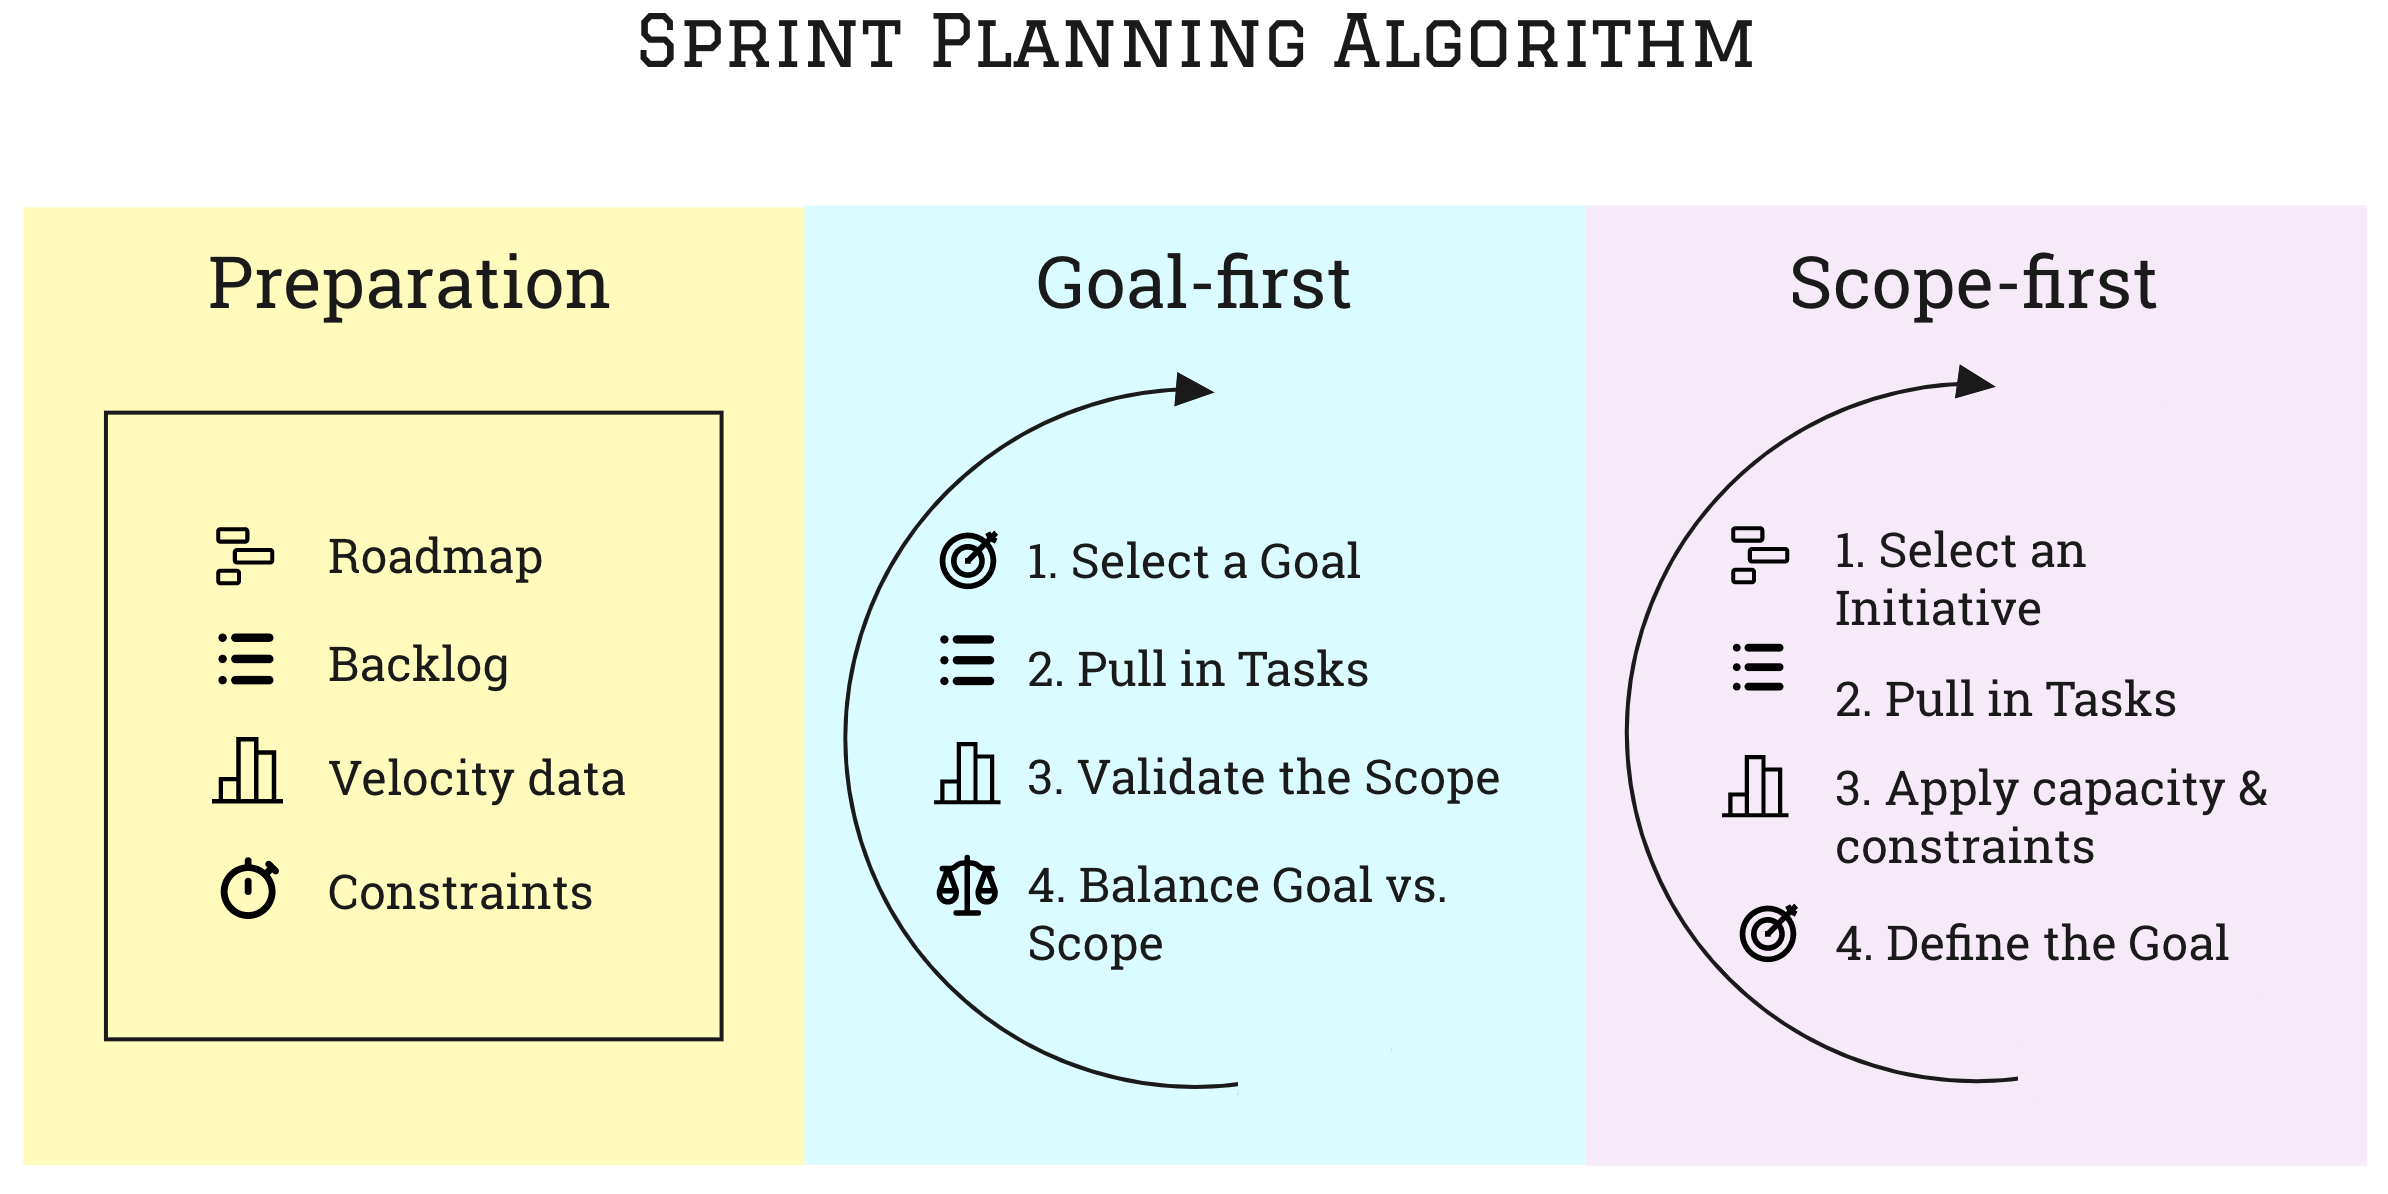 Sprint Planning Algorithm
Preparation
Roadmap
Backlog
Velocity data
Constraints
Goal-first
1. Select a Goal
2. Pull in Tasks
3. Validate the Scope
4. Balance Goal vs.
Scope
Scope-first
1. Select an
Initiative
2. Pull in Tasks
3. Apply capacity &
constraints
4. Define the Goal